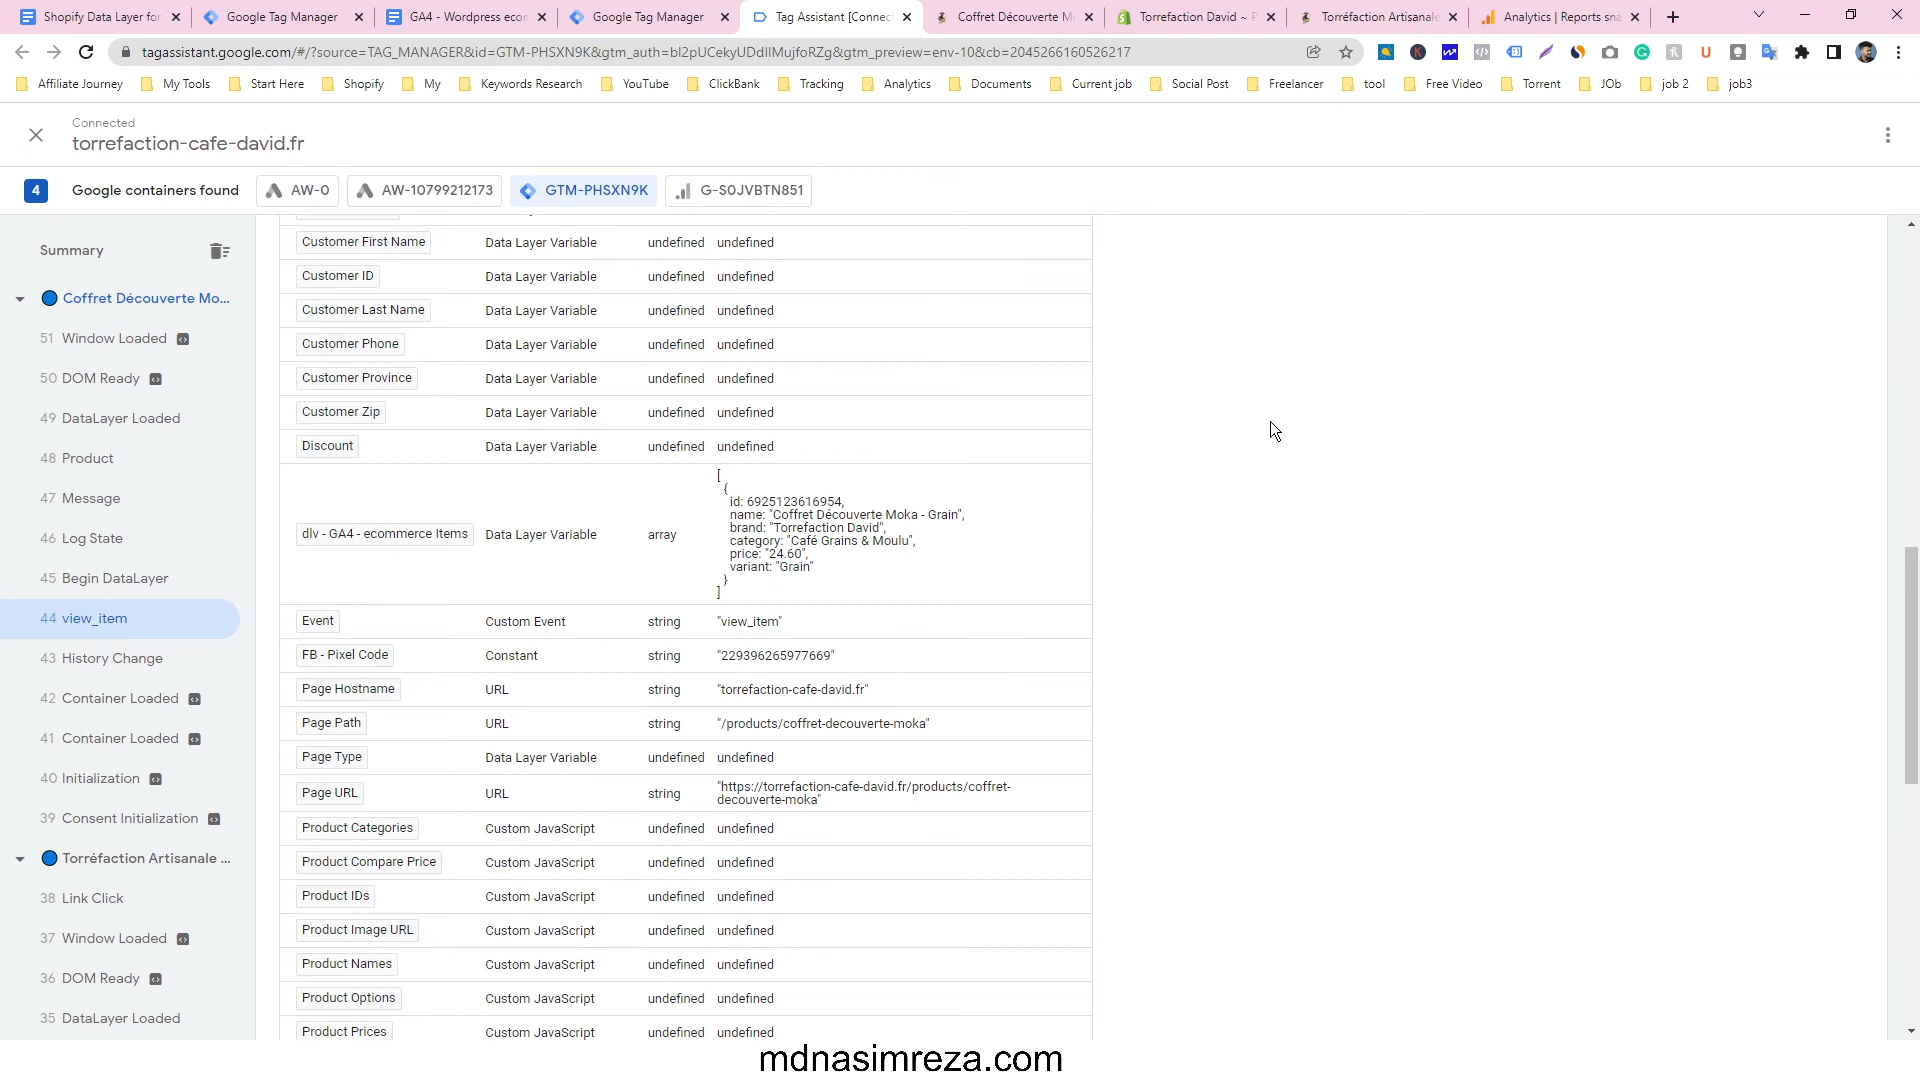 Shopify Data Layer for
Google Tag Manager
GA4 - Wordpress econ
Google Tag Manager
Tag Assistant [Connec
Coffret Découverte M
Torrefaction David ~ P
Torréfaction Artisanale
Analytics | Reports sna
tagassistant.google.com/#/?source=TAG_MANAGER&id=GTM-PHSXN9K&gtm_auth=bl2pUCekyUDdIIMujfoRZg&gtm_preview=env-10&cb=2045266160526217
Affiliate Journey
My Tools
Start Here
Shopify
My
Keywords Research
YouTube
ClickBank
Tracking
Analytics
Documents
Current job
Social Post
Freelancer
tool
Free Video
Torrent
JOb
job 2
job3
Connected
torrefaction-cafe-david.fr
4 Google containers found
AW-0
AW-10799212173
GTM-PHSXN9K
G-S0JVBTN851
Summary
Coffret Découverte Mo...
51 Window Loaded
50 DOM Ready
49 DataLayer Loaded
48 Product
47 Message
46 Log State
45 Begin DataLayer
44 view_item
43 History Change
42 Container Loaded
41 Container Loaded
40 Initialization
39 Consent Initialization
Torréfaction Artisanale ...
38 Link Click
37 Window Loaded
36 DOM Ready
35 DataLayer Loaded
Customer First Name Data Layer Variable undefined undefined
Customer ID Data Layer Variable undefined undefined
Customer Last Name Data Layer Variable undefined undefined
Customer Phone Data Layer Variable undefined undefined
Customer Province Data Layer Variable undefined undefined
Customer Zip Data Layer Variable undefined undefined
Discount Data Layer Variable undefined undefined
dlv - GA4 - ecommerce Items Data Layer Variable array
[
{
id: 6925123616954,
name: "Coffret Découverte Moka - Grain",
brand: "Torrefaction David",
category: "Café Grains & Moulu",
price: "24.60",
variant: "Grain"
}
]
Event Custom Event string "view_item"
FB - Pixel Code Constant string "229396265977669"
Page Hostname URL string "torrefaction-cafe-david.fr"
Page Path URL string "/products/coffret-decouverte-moka"
Page Type Data Layer Variable undefined undefined
Page URL URL string "https://torrefaction-cafe-david.fr/products/coffret-
decouverte-moka"
Product Categories Custom JavaScript undefined undefined
Product Compare Price Custom JavaScript undefined undefined
Product IDs Custom JavaScript undefined undefined
Product Image URL Custom JavaScript undefined undefined
Product Names Custom JavaScript undefined undefined
Product Options Custom JavaScript undefined undefined
Product Prices Custom JavaScript undefined undefined
mdnasimreza.com